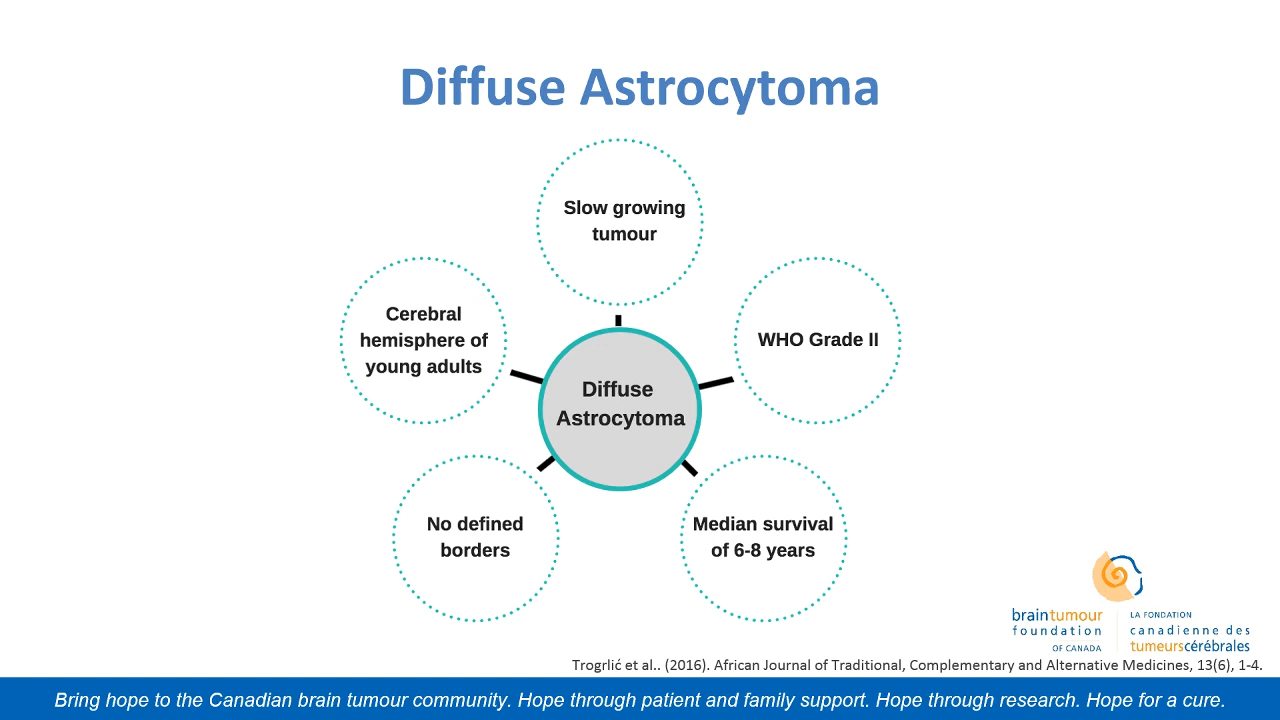 Diffuse Astrocytoma
Slow growing
tumour
Cerebral
hemisphere of
young adults
WHO Grade II
Diffuse
Astrocytoma
No defined
borders
Median survival
of 6-8 years
braintumour
foundation
OF CANADA
LA FONDATION
canadienne des
tumeurscérébrales
Trogrlić et al.. (2016). African Journal of Traditional, Complementary and Alternative Medicines, 13(6), 1-4.
Bring hope to the Canadian brain tumour community. Hope through patient and family support. Hope through research. Hope for a cure.